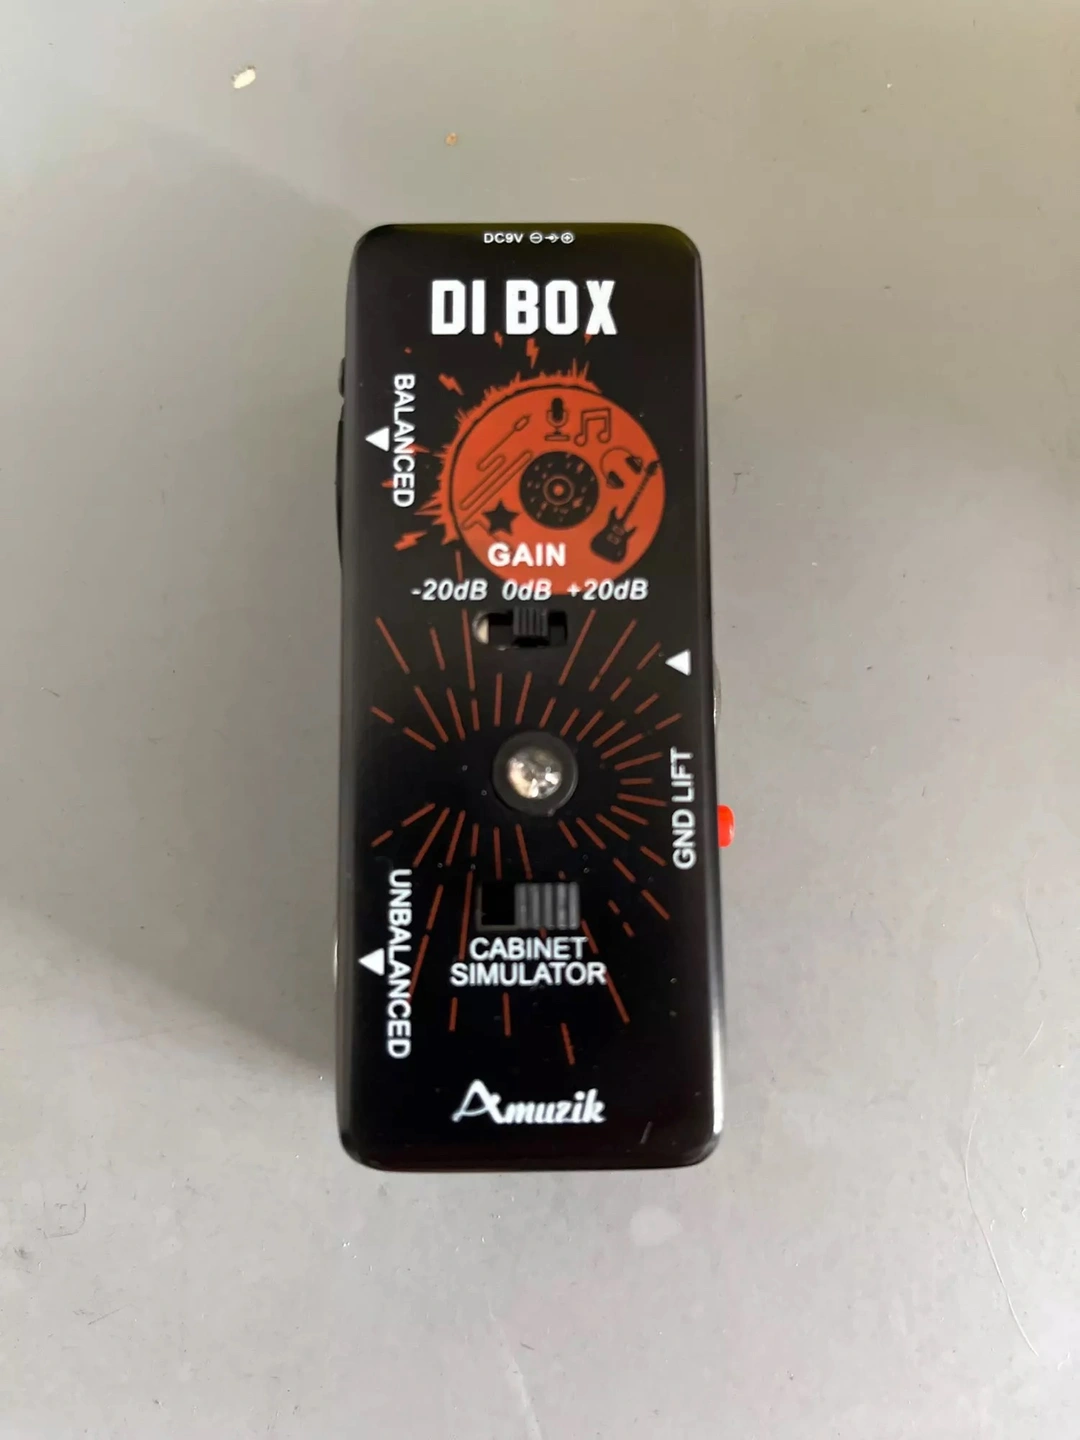 DC9V
DI BOX
BALANCED
GAIN
-20dB 0dB +20dB
GND LIFT
UNBALANCED
CABINET
SIMULATOR
Amuzik